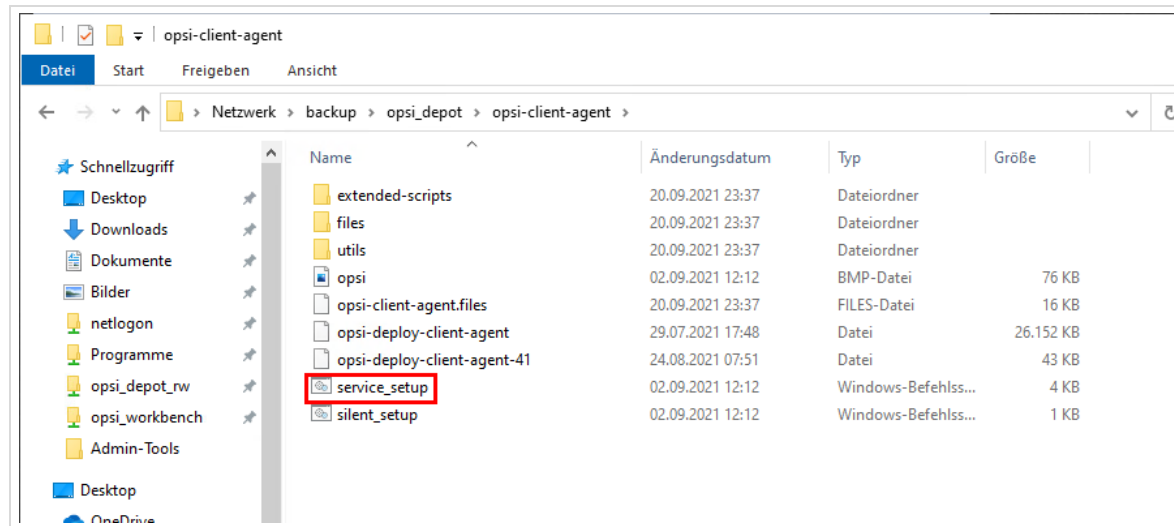 opsi-client-agent
Datei Start Freigeben Ansicht
Netzwerk > backup > opsi_depot > opsi-client-agent >
Schnellzugriff
Desktop
Downloads
Dokumente
Bilder
netlogon
Programme
opsi_depot_rw
opsi_workbench
Admin-Tools
Desktop
OneDrive
Name Änderungsdatum Typ Größe
extended-scripts 20.09.2021 23:37 Dateiordner
files 20.09.2021 23:37 Dateiordner
utils 20.09.2021 23:37 Dateiordner
opsi 02.09.2021 12:12 BMP-Datei 76 KB
opsi-client-agent.files 20.09.2021 23:37 FILES-Datei 16 KB
opsi-deploy-client-agent 29.07.2021 17:48 Datei 26.152 KB
opsi-deploy-client-agent-41 24.08.2021 07:51 Datei 43 KB
service_setup 02.09.2021 12:12 Windows-Befehlss... 4 KB
silent_setup 02.09.2021 12:12 Windows-Befehlss... 1 KB